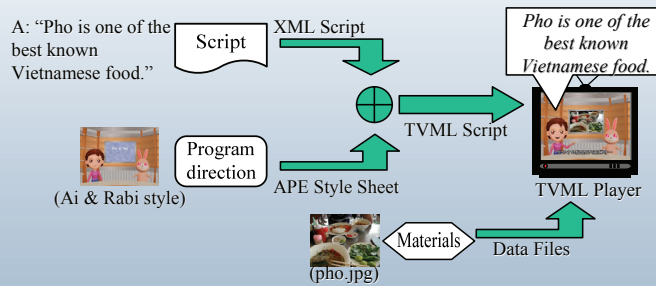 A: “Pho is one of the
best known
Vietnamese food.”
Script
XML Script
Pho is one of the
best known
Vietnamese food.
TVML Script
Program
direction
(Ai & Rabi style)
APE Style Sheet
TVML Player
Materials
Data Files
(pho.jpg)